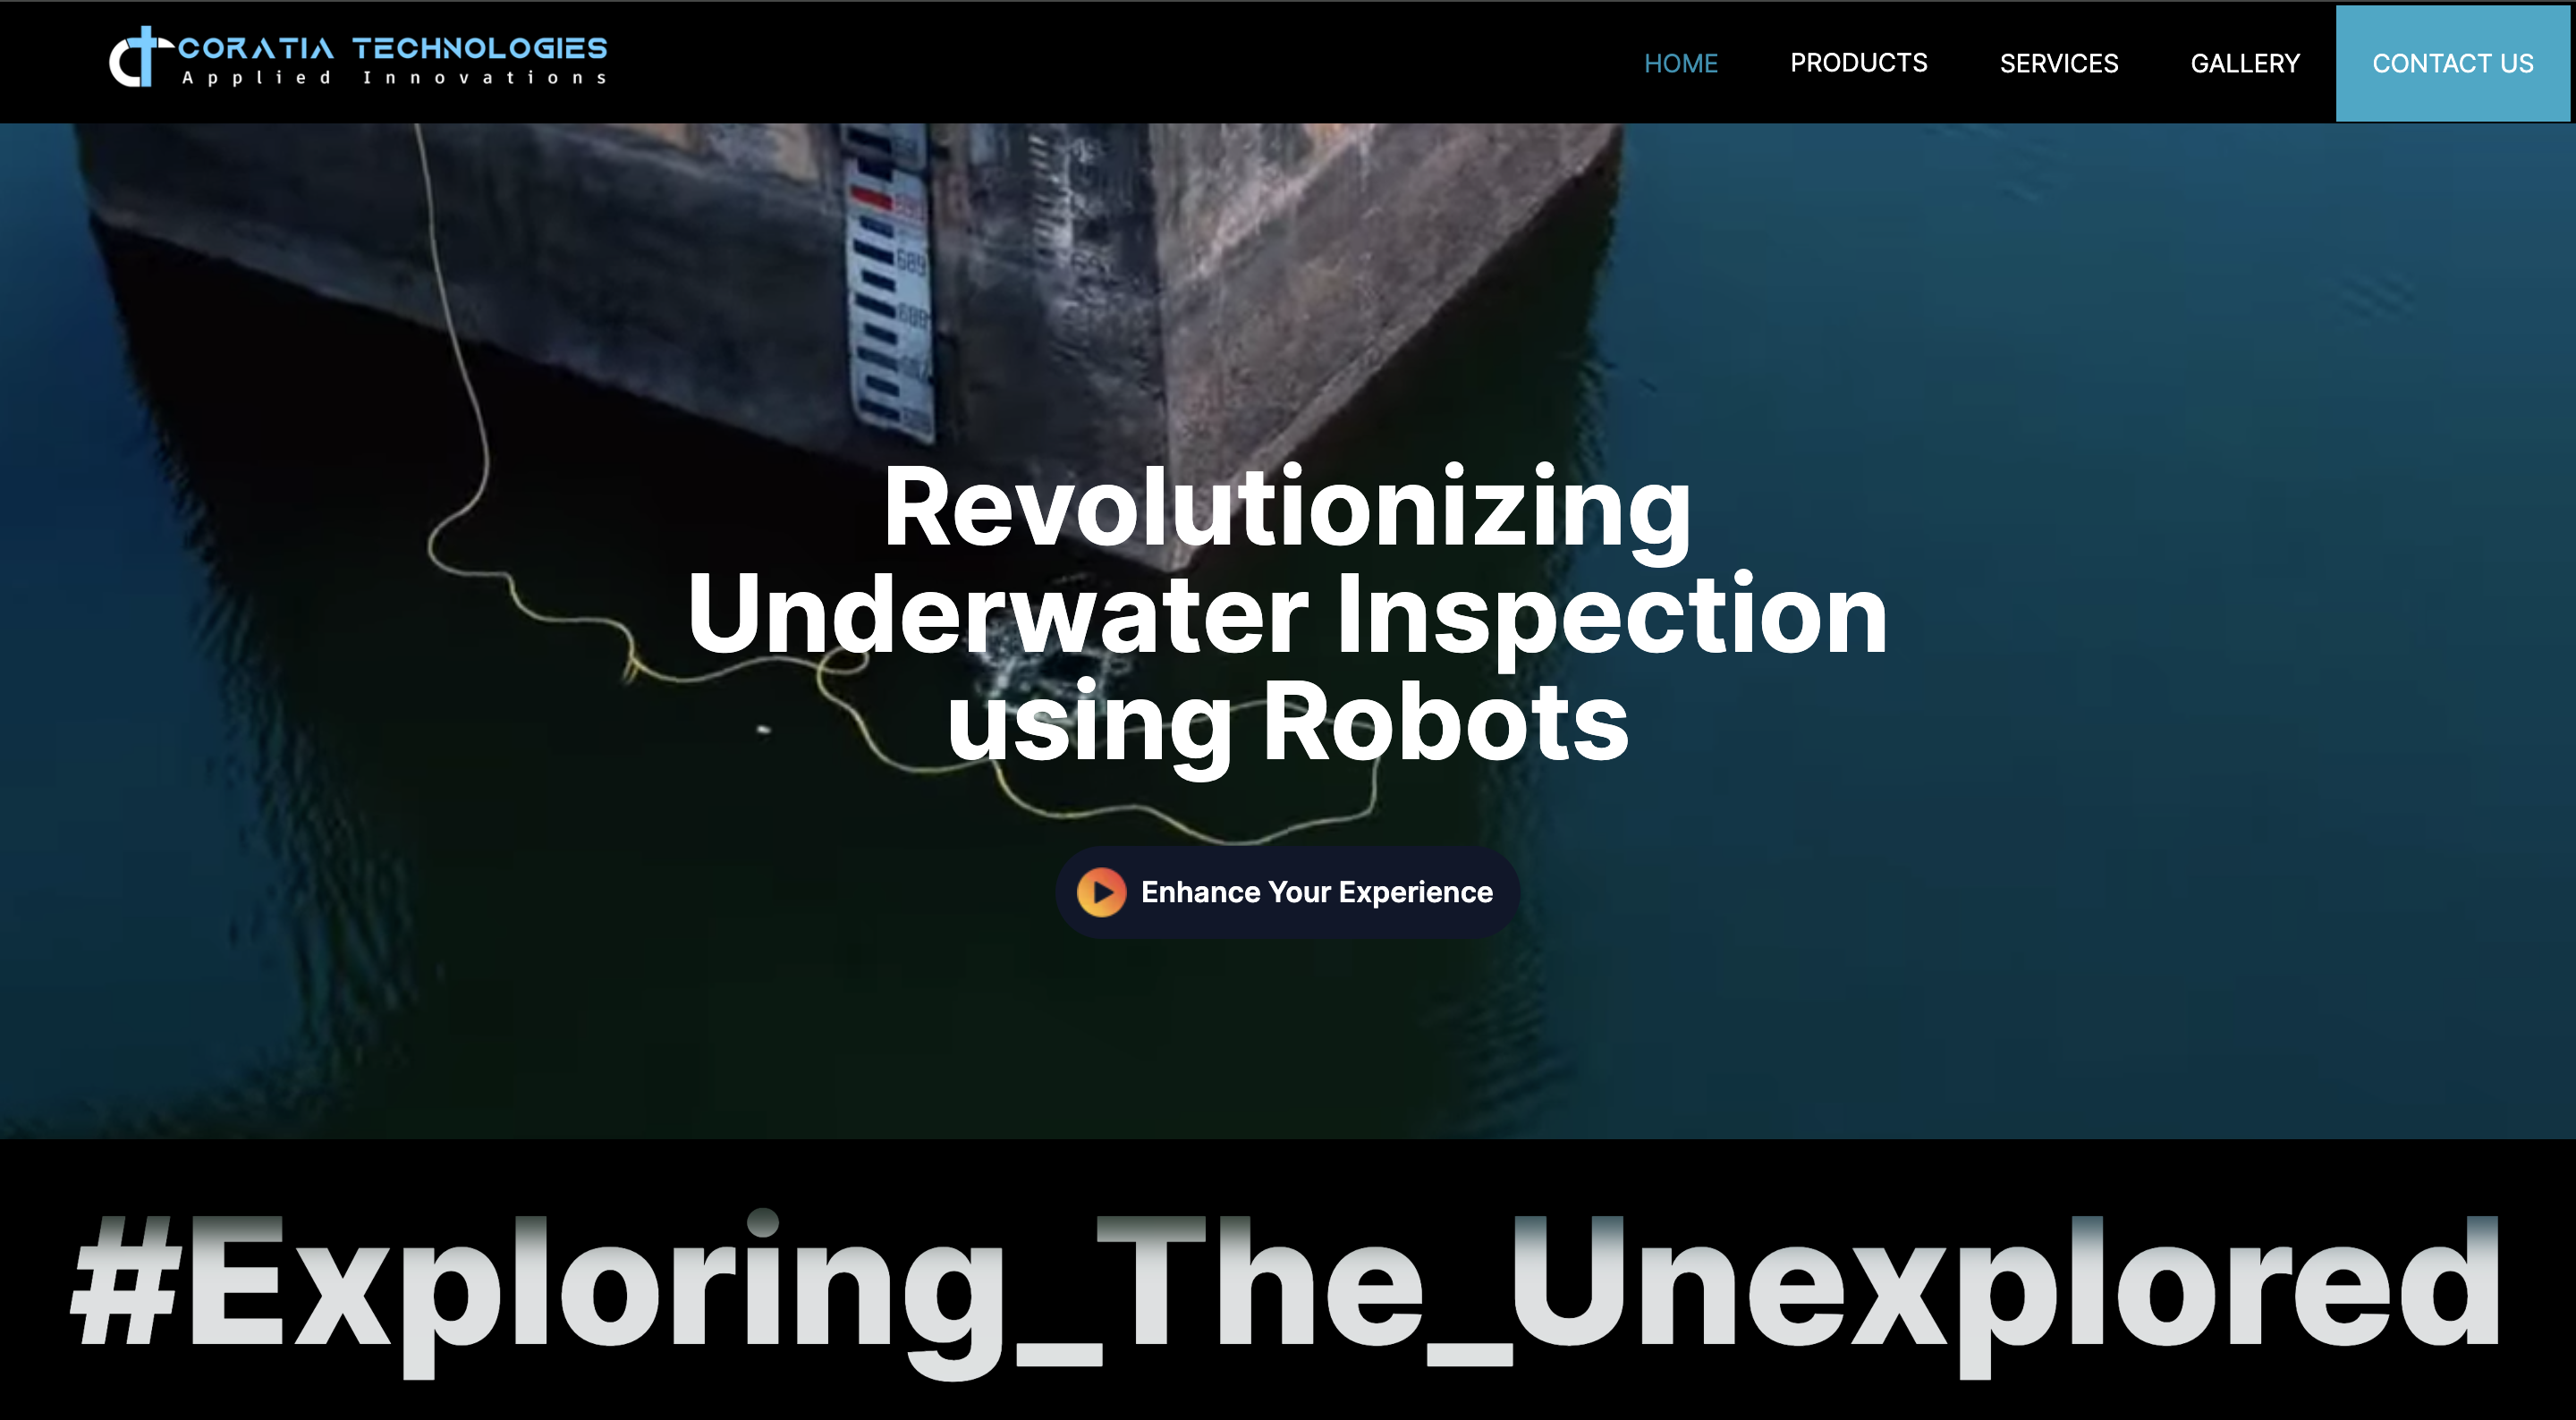 CORATIA TECHNOLOGIES
Applied Innovations
HOME PRODUCTS SERVICES GALLERY CONTACT US
689
Revolutionizing
Underwater Inspection
using Robots
Enhance Your Experience
#Exploring_The_Unexplored